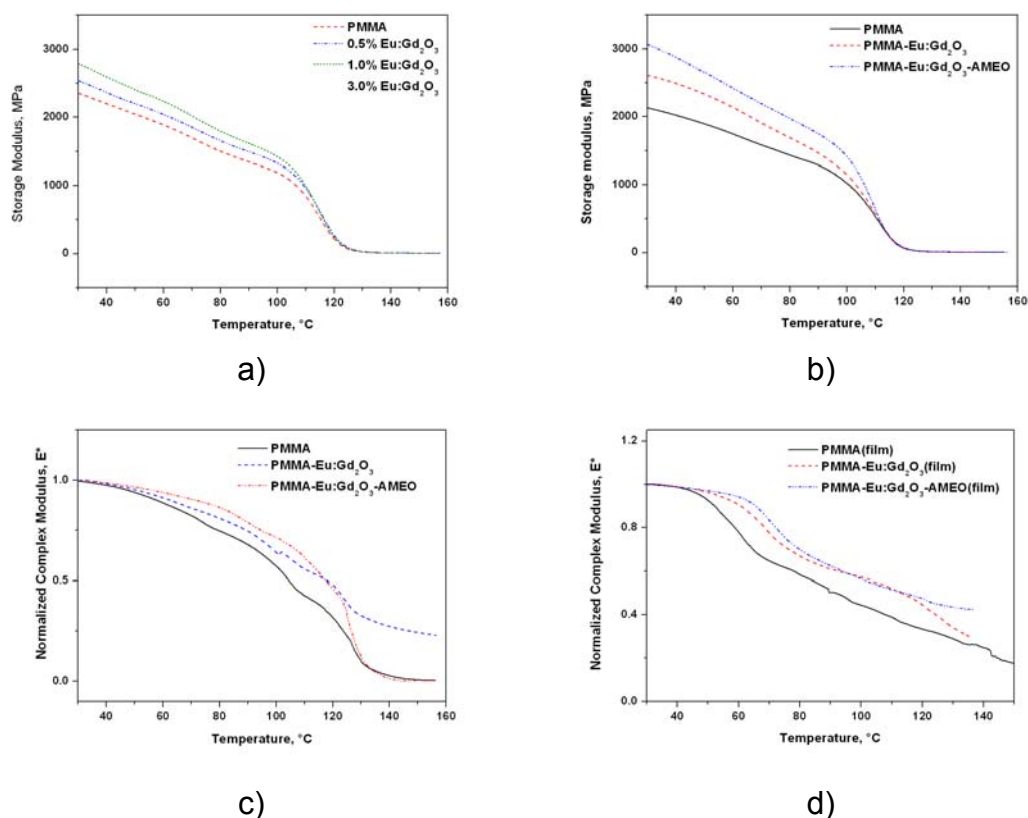 PMMA
0.5% Eu:Gd₂O₃
1.0% Eu:Gd₂O₃
3.0% Eu:Gd₂O₃
3000
2000
1000
0
Storage Modulus, MPa
40 60 80 100 120 140 160
Temperature, °C
a)
PMMA
PMMA-Eu:Gd₂O₃
PMMA-Eu:Gd₂O₃-AMEO
3000
2000
1000
0
Storage modulus, MPa
40 60 80 100 120 140 160
Temperature, °C
b)
PMMA
PMMA-Eu:Gd₂O₃
PMMA-Eu:Gd₂O₃-AMEO
1.0
0.5
0.0
Normalized Complex Modulus, E*
40 60 80 100 120 140 160
Temperature, °C
c)
PMMA(film)
PMMA-Eu:Gd₂O₃(film)
PMMA-Eu:Gd₂O₃-AMEO(film)
1.2
0.8
0.4
0.0
Normalized Complex Modulus, E*
40 60 80 100 120 140
Temperature, °C
d)